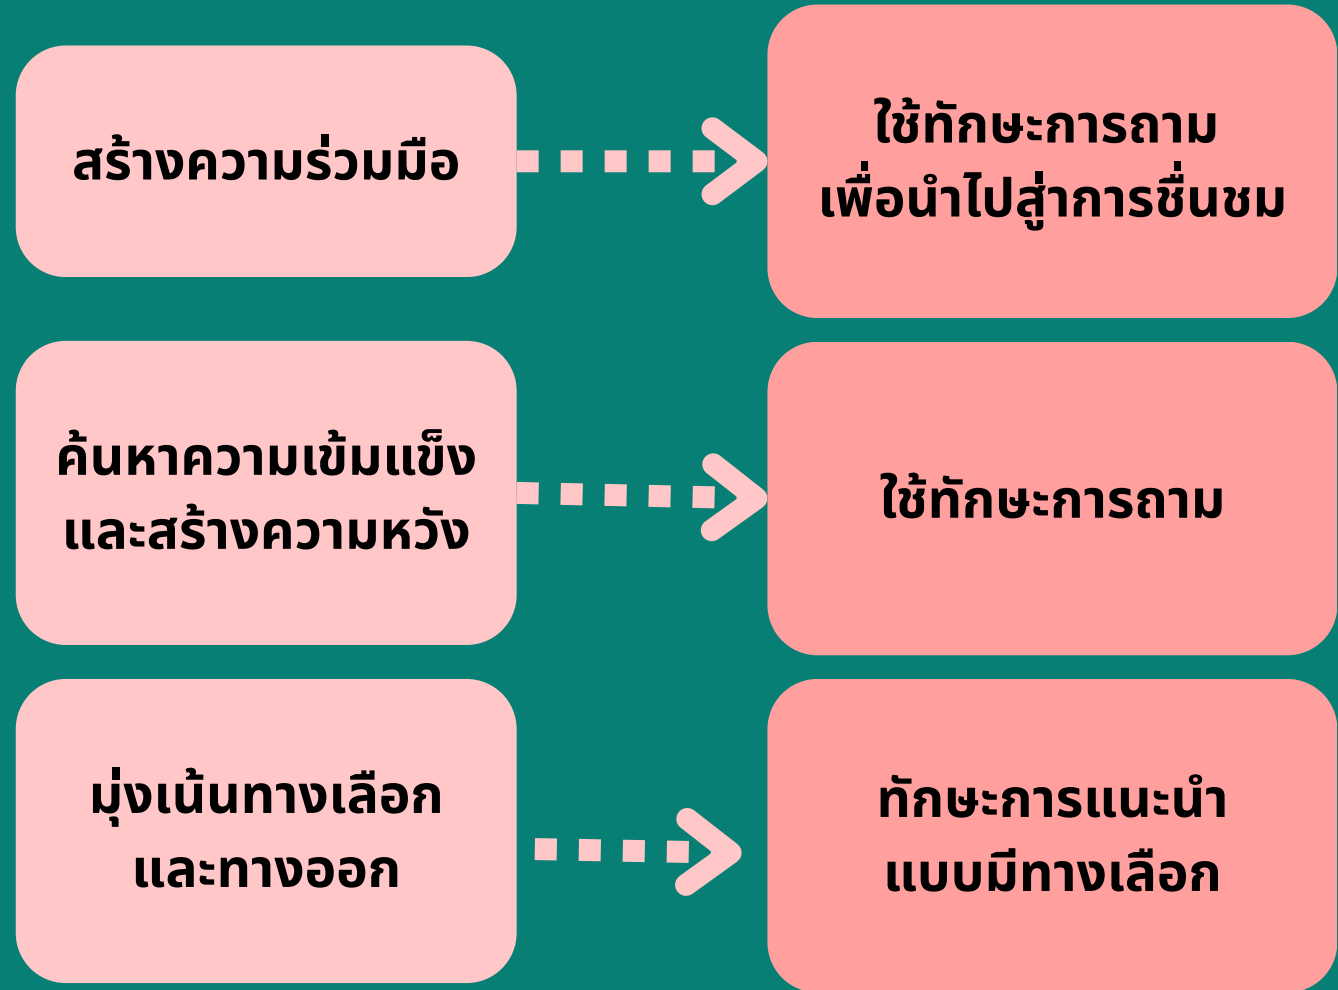 สร้างความร่วมมือ
ใช้ทักษะการถาม
เพื่อนำไปสู่าการชื่นชม
ค้นหาความเข้มแข็ง
และสร้างความหวัง
ใช้ทักษะการถาม
มุ่งเน้นทางเลือก
และทางออก
ทักษะการแนะนำ
แบบมีทางเลือก